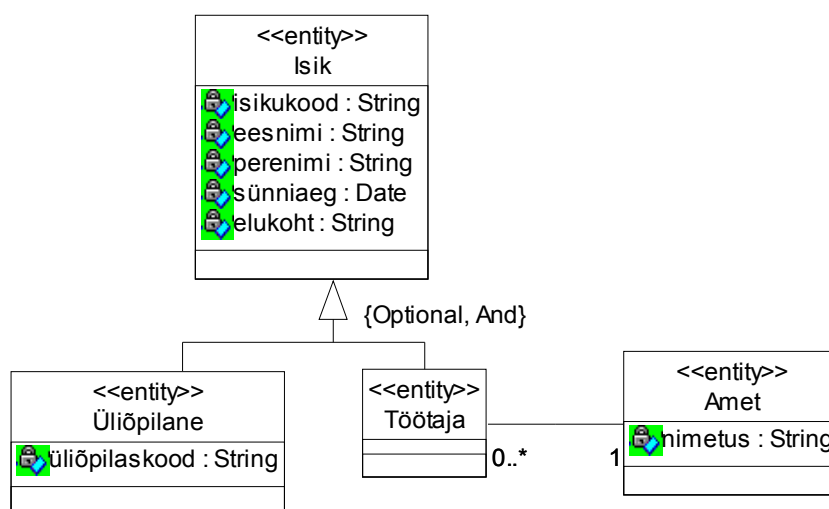 <<entity>>
Isik
isikukood : String
eesnimi : String
perenimi : String
sünniaeg : Date
elukoht : String
{Optional, And}
<<entity>>
Üliõpilane
üliõpilaskood : String
<<entity>>
Töötaja
0..*
1
<<entity>>
Amet
nimetus : String